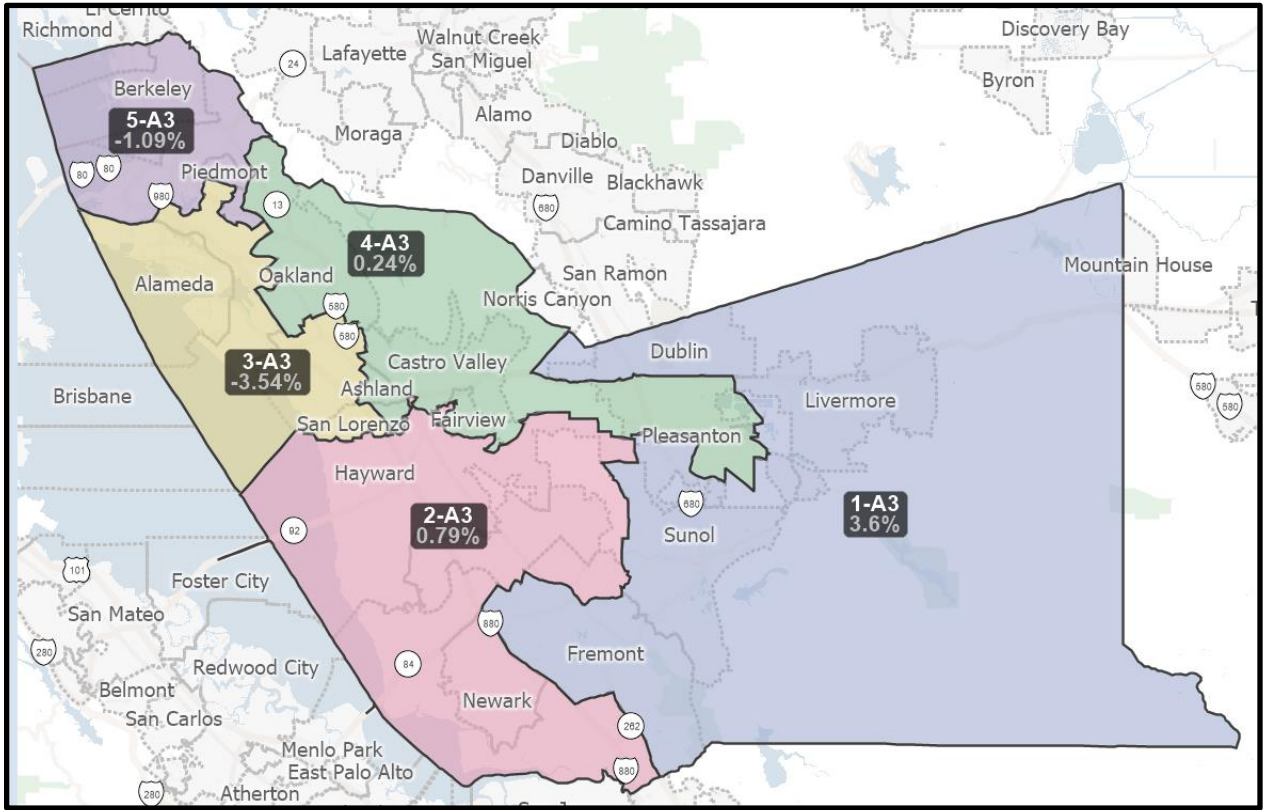 El Cerrito
Richmond
Walnut Creek
San Miguel
Discovery Bay
Lafayette
24
Byron
Berkeley
Alamo
5-A3
-1.09%
Moraga
Diablo
Danville
Blackhawk
Piedmont
80
80
980
13
680
Camino Tassajara
4-A3
0.24%
Mountain House
Oakland
San Ramon
Alameda
Norris Canyon
580
580
Dublin
3-A3
-3.54%
Castro Valley
Ashland
Livermore
580
580
Brisbane
San Lorenzo
Fairview
Pleasanton
Hayward
680
1-A3
3.6%
2-A3
0.79%
92
Sunol
101
Foster City
San Mateo
880
280
Fremont
84
Redwood City
Belmont
Newark
San Carlos
262
Menlo Park
East Palo Alto
880
280
Atherton